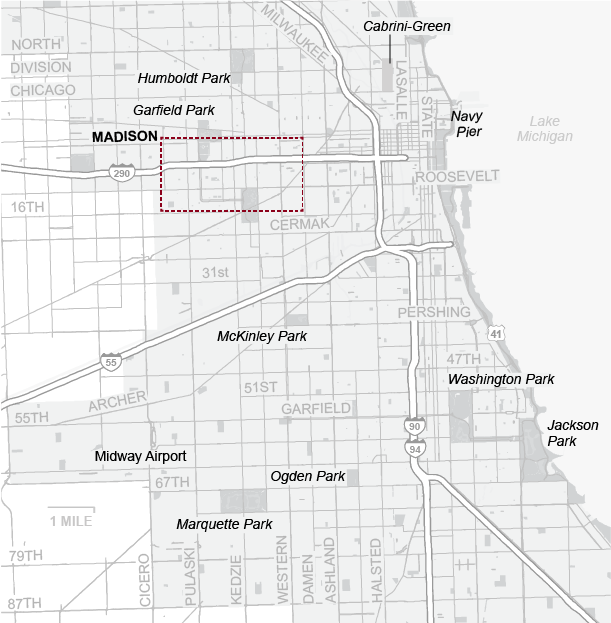 MILWAUKEE
Cabrini-Green
NORTH
DIVISION
Humboldt Park
CHICAGO
LASALLE
STATE
Garfield Park
Navy
Pier
Lake
Michigan
MADISON
290
ROOSEVELT
16TH
CERMAK
31st
PERSHING
McKinley Park
41
55
47TH
Washington Park
51ST
ARCHER
GARFIELD
55TH
90
Jackson
Park
94
Midway Airport
Ogden Park
67TH
1 MILE
Marquette Park
79TH
CICERO
PULASKI
KEDZIE
WESTERN
DAMEN
ASHLAND
HALSTED
87TH